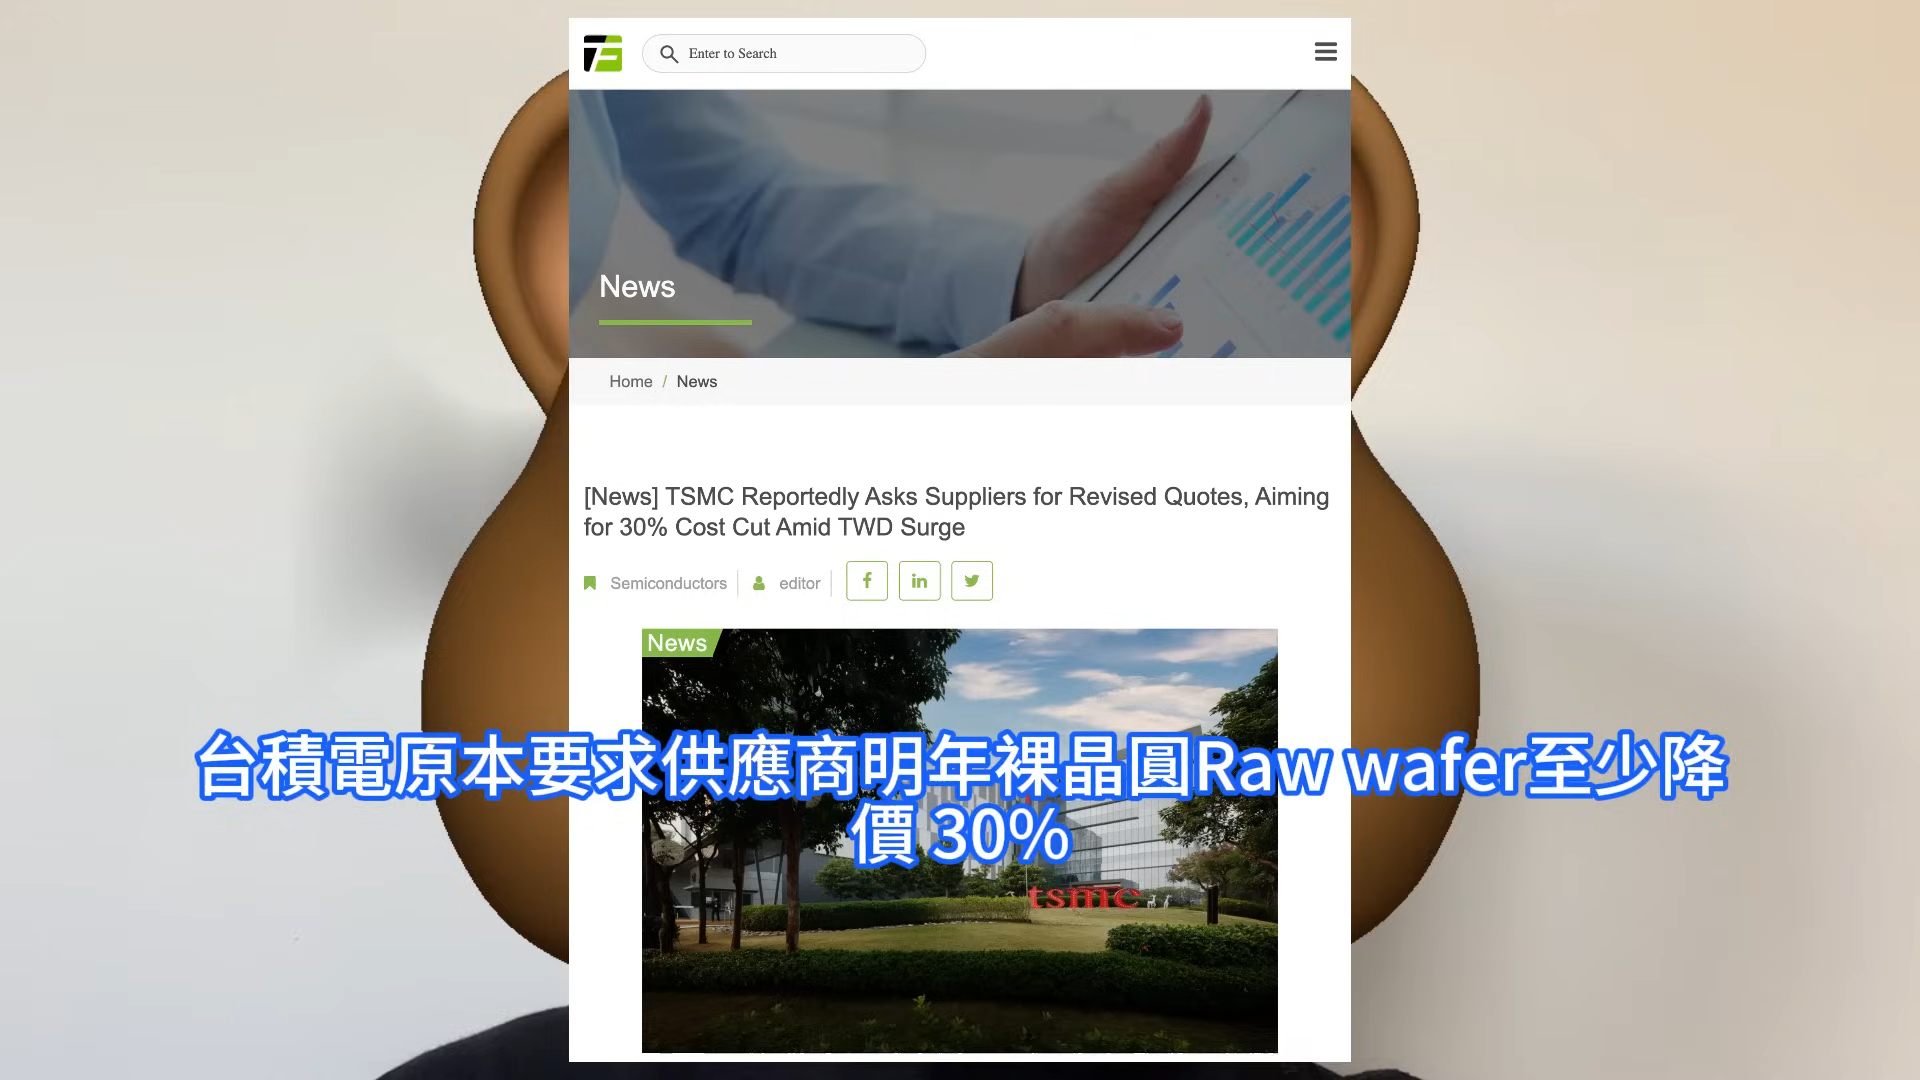 Enter to Search
News
Home / News
[News] TSMC Reportedly Asks Suppliers for Revised Quotes, Aiming
for 30% Cost Cut Amid TWD Surge
Semiconductors editor
News
台積電原本要求供應商明年裸晶圓Raw wafer至少降
價 30%
tsmc